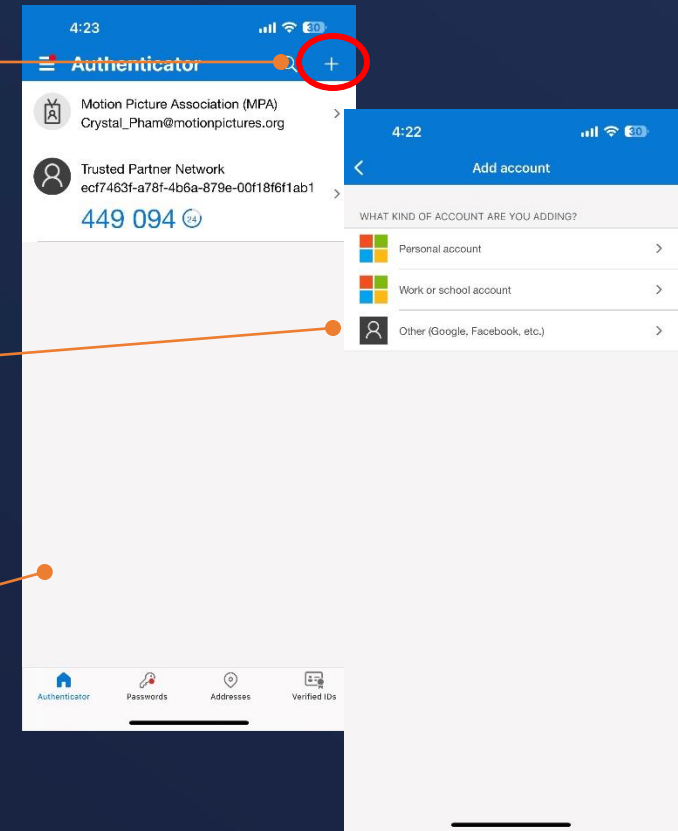 4:23
30
Authenticator
Motion Picture Association (MPA)
Crystal_Pham@motionpictures.org
Trusted Partner Network
ecf7463f-a78f-4b6a-879e-00f18f6f1ab1
449 094
24
Authenticator
Passwords
Addresses
Verified IDs
4:22
30
Add account
WHAT KIND OF ACCOUNT ARE YOU ADDING?
Personal account
Work or school account
Other (Google, Facebook, etc.)